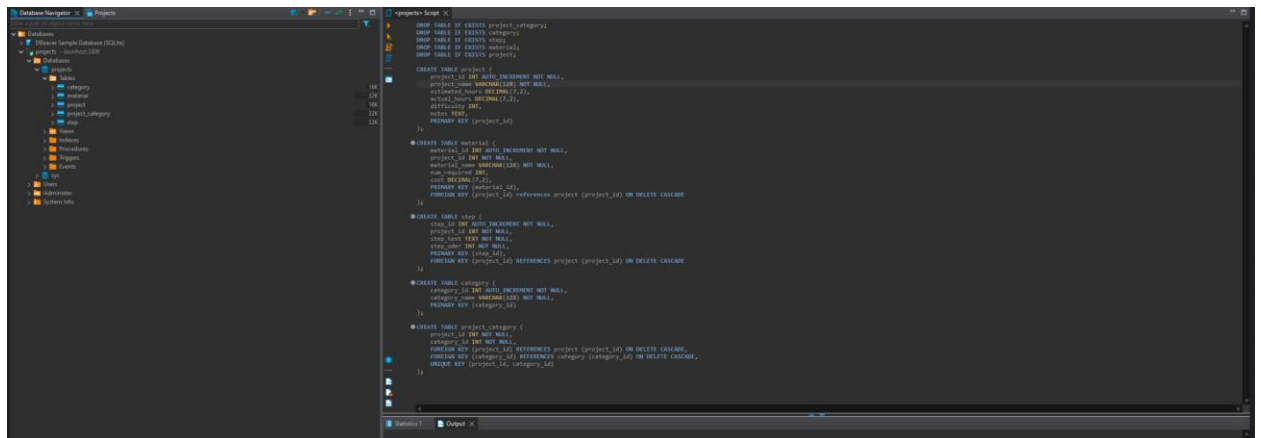 Database Navigator × Projects
Enter a part of object name here
Databases
DBeaver Sample Database (SQLite)
projects - localhost:3306
Databases
projects
Tables
category 16K
material 32K
project 16K
project_category 32K
step 32K
Views
Indexes
Procedures
Triggers
Events
sys
Users
Administer
System Info
<projects> Script ×
DROP TABLE IF EXISTS project_category;
DROP TABLE IF EXISTS category;
DROP TABLE IF EXISTS step;
DROP TABLE IF EXISTS material;
DROP TABLE IF EXISTS project;
CREATE TABLE project (
project_id INT AUTO_INCREMENT NOT NULL,
project_name VARCHAR(128) NOT NULL,
estimated_hours DECIMAL(7,2),
actual_hours DECIMAL(7,2),
difficulty INT,
notes TEXT,
PRIMARY KEY (project_id)
);
CREATE TABLE material (
material_id INT AUTO_INCREMENT NOT NULL,
project_id INT NOT NULL,
material_name VARCHAR(128) NOT NULL,
num_required INT,
cost DECIMAL(7,2),
PRIMARY KEY (material_id),
FOREIGN KEY (project_id) references project (project_id) ON DELETE CASCADE
);
CREATE TABLE step (
step_id INT AUTO_INCREMENT NOT NULL,
project_id INT NOT NULL,
step_text TEXT NOT NULL,
step_oder INT NOT NULL,
PRIMARY KEY (step_id),
FOREIGN KEY (project_id) REFERENCES project (project_id) ON DELETE CASCADE
);
CREATE TABLE category (
category_id INT AUTO_INCREMENT NOT NULL,
category_name VARCHAR(128) NOT NULL,
PRIMARY KEY (category_id)
);
CREATE TABLE project_category (
project_id INT NOT NULL,
category_id INT NOT NULL,
FOREIGN KEY (project_id) REFERENCES project (project_id) ON DELETE CASCADE,
FOREIGN KEY (category_id) REFERENCES category (category_id) ON DELETE CASCADE,
UNIQUE KEY (project_id, category_id)
);
Statistics 1 Output ×